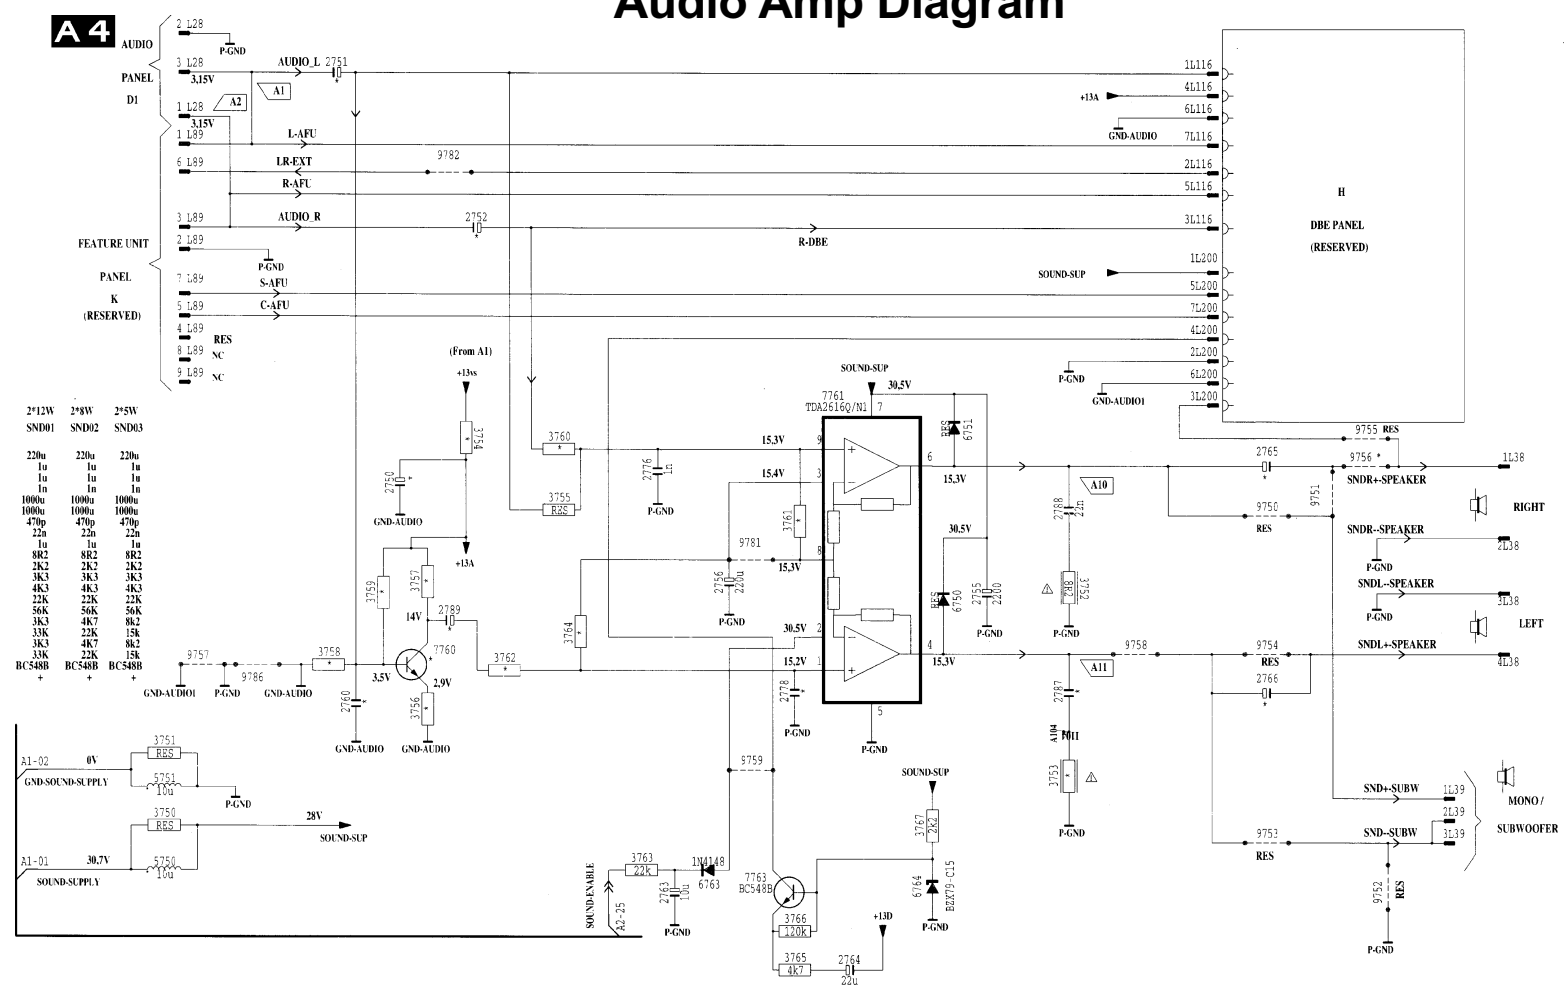 Audio Amp Diagram
A 4
AUDIO
PANEL
D1
2 L28
P-GND
3 L28
3,15V
AUDIO_L
2751
*
A1
A2
1 L28
3,15V
1 L89
L-AFU
6 L89
LR-EXT
9782
R-AFU
3 L89
AUDIO_R
2752
*
R-DBE
FEATURE UNIT
2 L89
P-GND
PANEL
7 L89
S-AFU
K
5 L89
C-AFU
(RESERVED)
4 L89
RES
8 L89
NC
9 L89
NC
1L116
+13A
4L116
6L116
GND-AUDIO
7L116
2L116
5L116
3L116
1L200
SOUND-SUP
5L200
7L200
4L200
2L200
P-GND
6L200
GND-AUDIO1
3L200
H
DBE PANEL
(RESERVED)
2*12W 2*8W 2*5W
SND01 SND02 SND03
220u 220u 220u
1u 1u 1u
1u 1u 1u
1n 1n 1n
1000u 1000u 1000u
1000u 1000u 1000u
470p 470p 470p
22n 22n 22n
1u 1u 1u
8R2 8R2 8R2
2K2 2K2 2K2
3K3 3K3 3K3
4K3 4K3 4K3
22K 22K 22K
56K 56K 56K
3K3 4K7 8k2
33K 22K 15k
3K3 4K7 8k2
33K 22K 15k
BC548B BC548B BC548B
+ + +
(From A1)
+13vs
3754
*
2750
*
GND-AUDIO
+13A
3759
*
3757
*
14V
2789
*
7760
*
3,5V
2,9V
3758
*
9757
9786
GND-AUDIO1
P-GND
GND-AUDIO
2760
*
GND-AUDIO
3756
*
GND-AUDIO
3762
*
3764
*
3760
*
3755
RES
2776
1n
P-GND
SOUND-SUP
7761
TDA2616Q/N1
7
30,5V
15.3V
9
15.4V
3
3761
*
9781
8
15,3V
2756
220u
P-GND
30.5V
2
15.2V
1
2778
*
P-GND
5
P-GND
6
15,3V
4
15.3V
RES
6751
30.5V
RES
6750
2755
2200
P-GND
A10
2788
22n
3752
8R2
P-GND
A11
2787
*
A104
3753
*
P-GND
9758
9755 RES
9756 *
2765
*
9751
9750
RES
9754
RES
2766
*
9753
RES
9752
RES
P-GND
1L38
SNDR+-SPEAKER
RIGHT
SNDR--SPEAKER
2L38
P-GND
SNDL--SPEAKER
3L38
P-GND
LEFT
SNDL+-SPEAKER
4L38
SND+-SUBW
1L39
MONO /
2L39
SUBWOOFER
SND--SUBW
3L39
A1-02
0V
GND-SOUND-SUPPLY
3751
RES
5751
10u
P-GND
3750
RES
28V
SOUND-SUP
A1-01
30,7V
SOUND-SUPPLY
5750
10u
SOUND-ENABLE
A2-25
3763
22k
2763
10u
P-GND
1N4148
6763
9759
7763
BC548B
3766
120k
3765
4k7
2764
22u
+13D
SOUND-SUP
3767
2k2
6764
BZX79-C15
P-GND